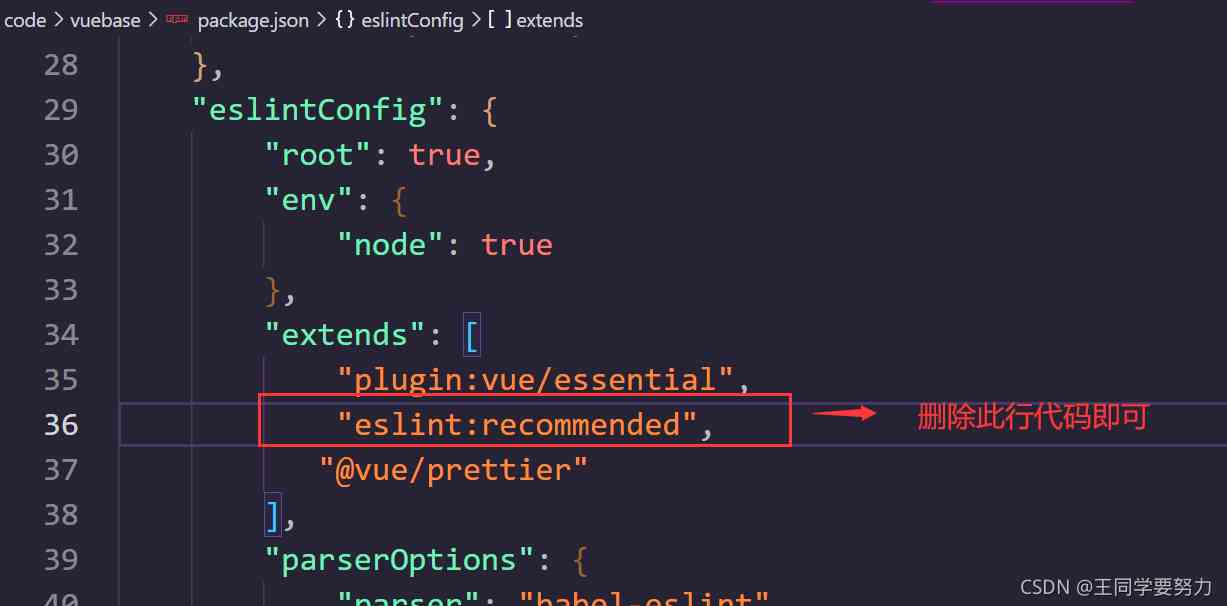 code > vuebase > package.json > {} eslintConfig > [ ] extends
28 },
29 "eslintConfig": {
30 "root": true,
31 "env": {
32 "node": true
33 },
34 "extends": [
35 "plugin:vue/essential",
36 "eslint:recommended", 删除此行代码即可
37 "@vue/prettier"
38 ],
39 "parserOptions": {
40 "parser": "babel-eslint"
CSDN @王同学要努力